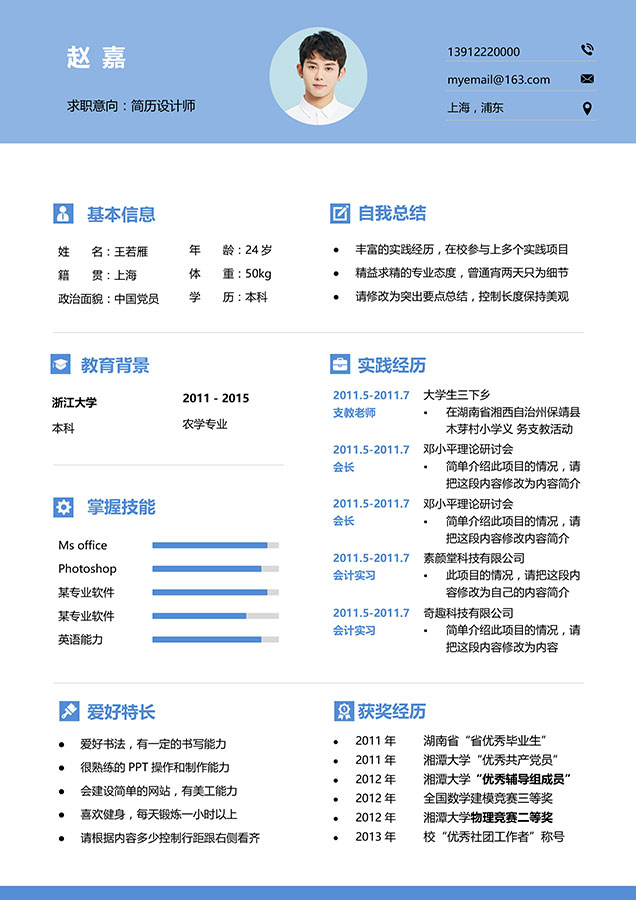 赵 嘉
求职意向：简历设计师
13912220000
myemail@163.com
上海，浦东
基本信息
姓 名：王若雁
年 龄：24 岁
籍 贯：上海
体 重：50kg
政治面貌：中国党员
学 历：本科
自我总结
丰富的实践经历，在校参与上多个实践项目
精益求精的专业态度，曾通宵两天只为细节
请修改为突出要点总结，控制长度保持美观
教育背景
浙江大学
2011 - 2015
本科
农学专业
掌握技能
Ms office
Photoshop
某专业软件
某专业软件
英语能力
实践经历
2011.5-2011.7 大学生三下乡
支教老师
▪ 在湖南省湘西自治州保靖县
木芽村小学义 务支教活动
2011.5-2011.7 邓小平理论研讨会
会长
▪ 简单介绍此项目的情况，请
把这段内容修改为内容简介
2011.5-2011.7 邓小平理论研讨会
会长
▪ 简单介绍此项目的情况，请
把这段内容修改内容简介
2011.5-2011.7 素颜堂科技有限公司
会计实习
▪ 此项目的情况，请把这段内
容修改为自己的内容简介
2011.5-2011.7 奇趣科技有限公司
会计实习
▪ 简单介绍此项目的情况，请
把这段内容修改为内容
爱好特长
● 爱好书法，有一定的书写能力
● 很熟练的 PPT 操作和制作能力
● 会建设简单的网站，有美工能力
● 喜欢健身，每天锻炼一小时以上
● 请根据内容多少控制行距跟右侧看齐
获奖经历
● 2011 年 湖南省“省优秀毕业生”
● 2011 年 湘潭大学“优秀共产党员”
● 2012 年 湘潭大学“优秀辅导组成员”
● 2012 年 全国数学建模竞赛三等奖
● 2012 年 湘潭大学物理竞赛二等奖
● 2013 年 校“优秀社团工作者”称号